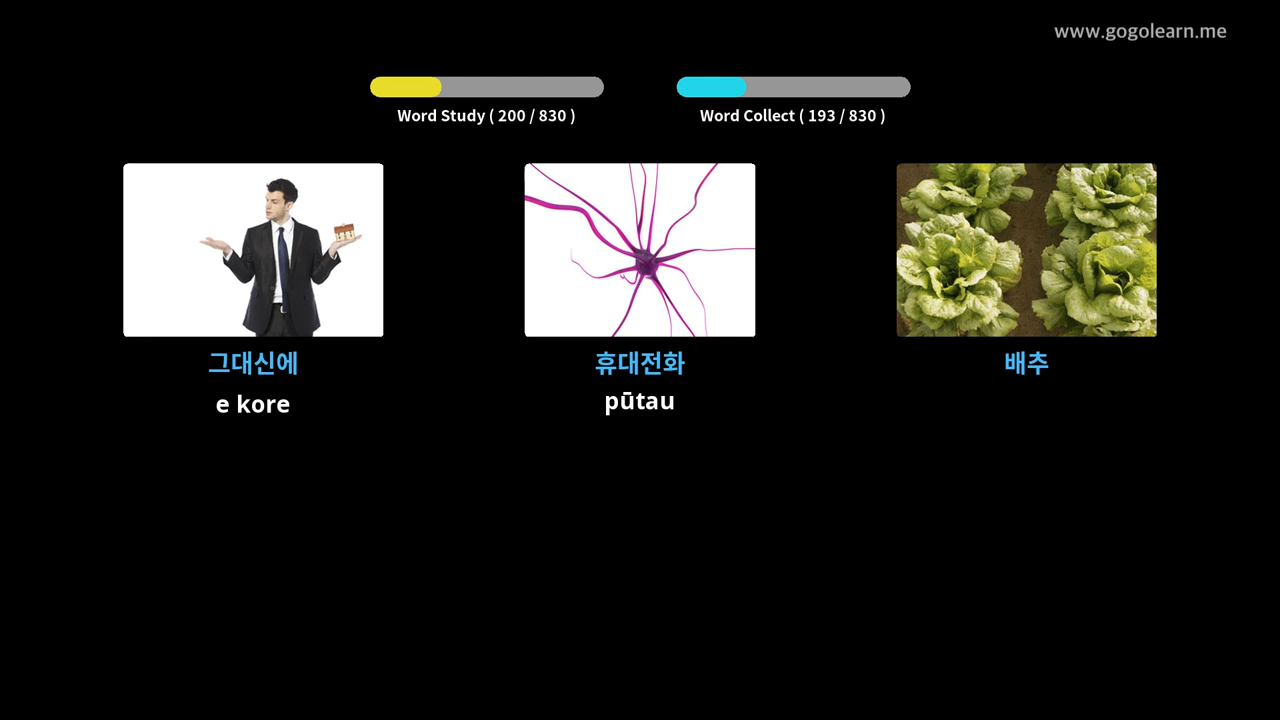 www.gogolearn.me
Word Study ( 200 / 830 )
Word Collect ( 193 / 830 )
그대신에
e kore
휴대전화
pūtau
배추